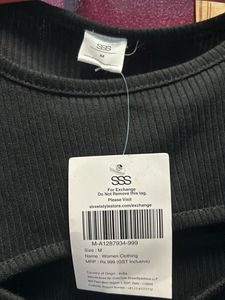 SSS
M
SSS
For Exchange
Do Not Remove this tag.
Please Visit
streetstylestore.com/exchange
M-A1287934-999
Size : M
Name : Women Clothing
MRP : Rs.999 (GST Inclusive)
Country of Origin : India